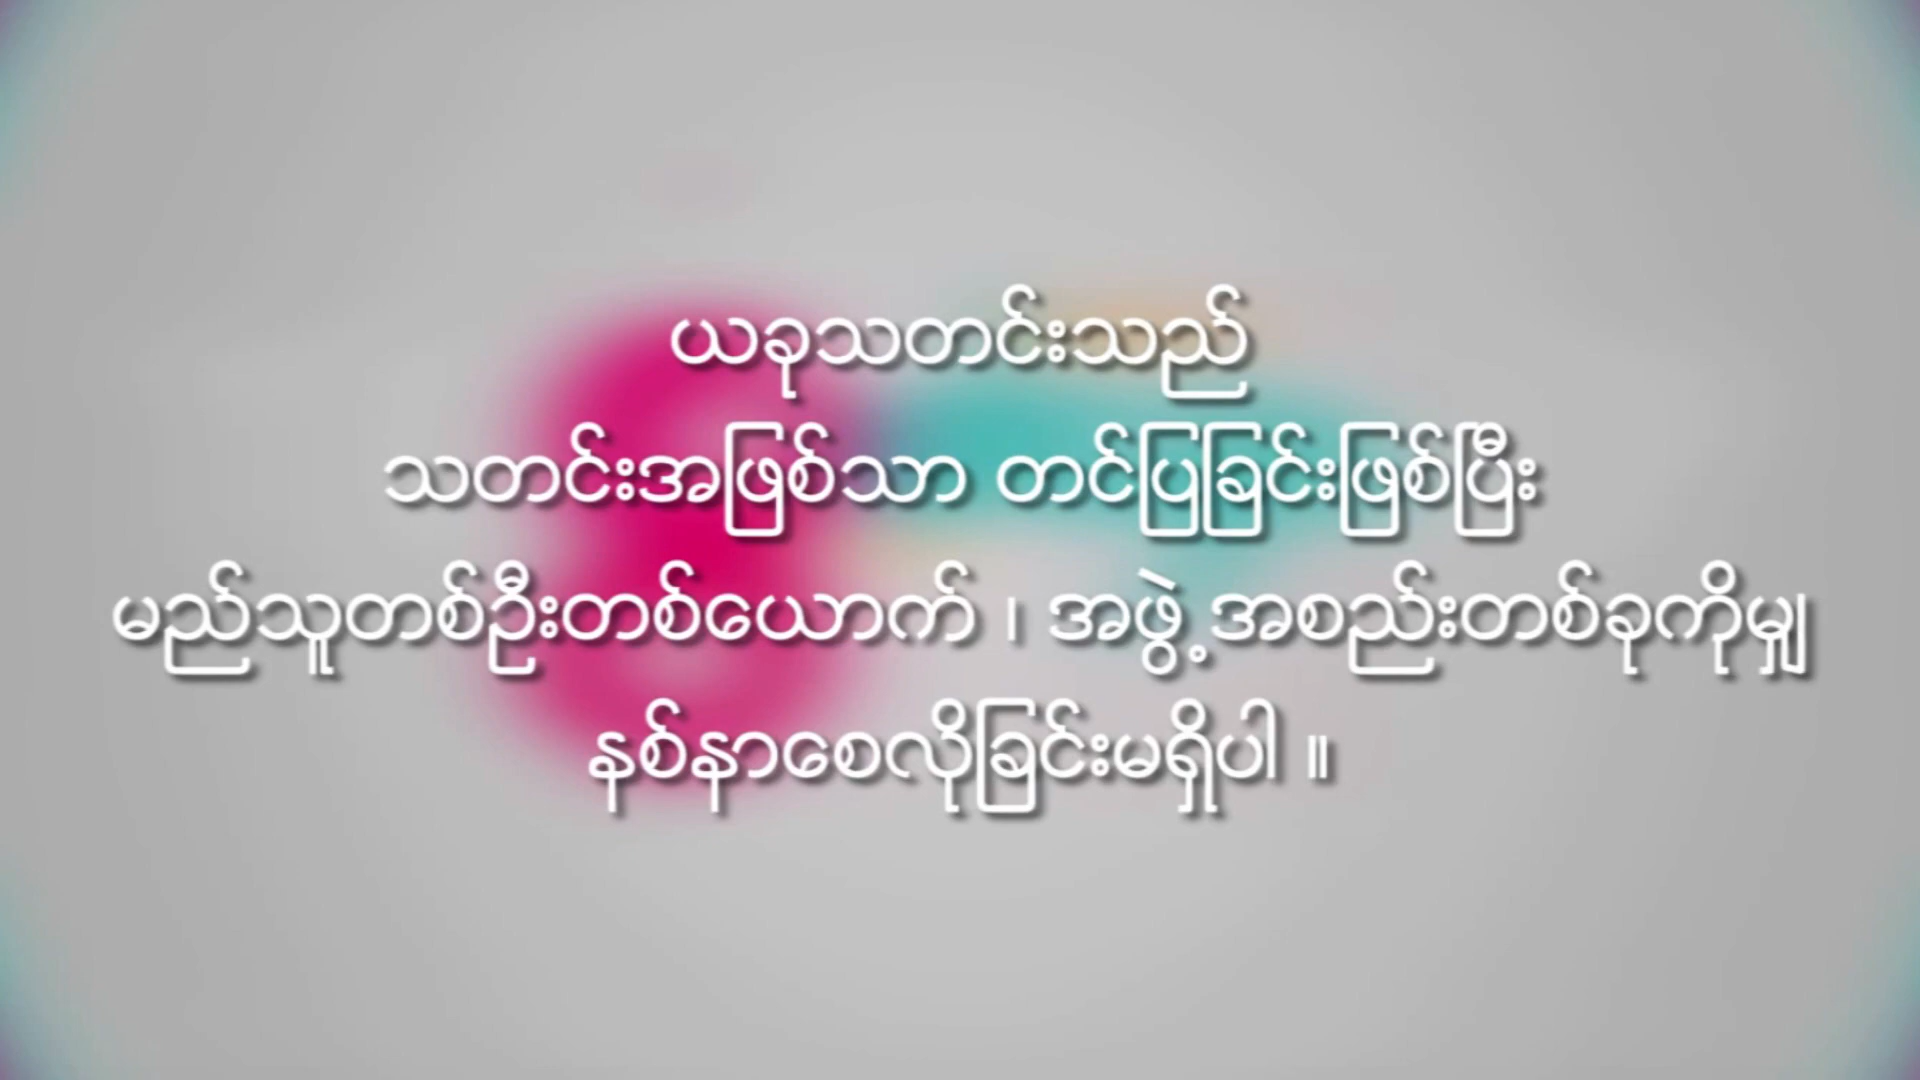 ယခုသတင်းသည်
သတင်းအဖြစ်သာ တင်ပြခြင်းဖြစ်ပြီး
မည်သူတစ်ဦးတစ်ယောက် ၊ အဖွဲ့အစည်းတစ်ခုကိုမျှ
နစ်နာစေလိုခြင်းမရှိပါ ။